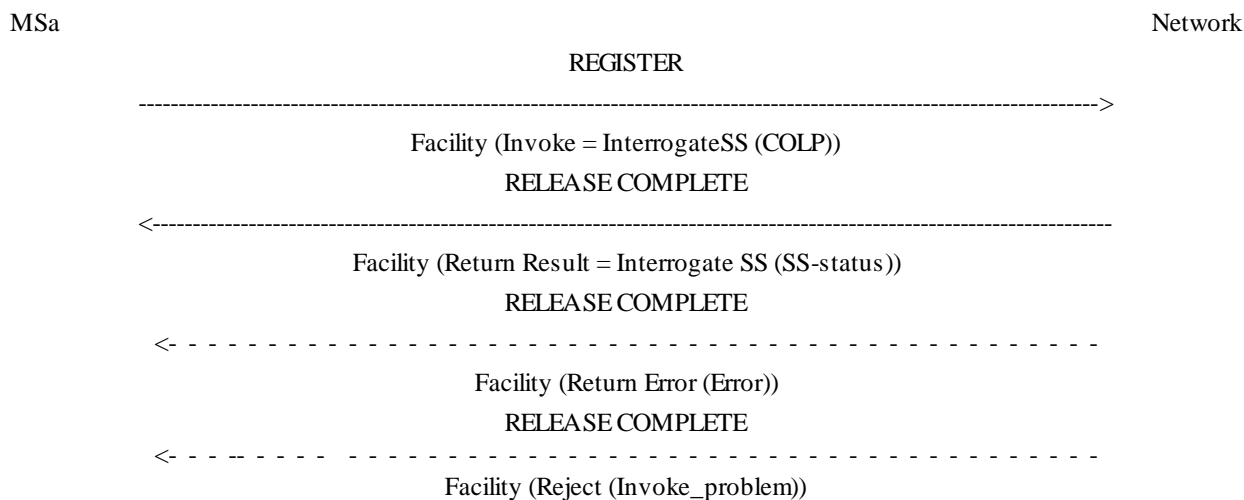 MSa Network
REGISTER
------------------------------------------------------------------------------------------------------------------------>
Facility (Invoke = InterrogateSS (COLP))
RELEASE COMPLETE
<------------------------------------------------------------------------------------------------------------------------
Facility (Return Result = Interrogate SS (SS-status))
RELEASE COMPLETE
<- - - - - - - - - - - - - - - - - - - - - - - - - - - - - - - - - - - - - - - - - - - - - - -
Facility (Return Error (Error))
RELEASE COMPLETE
<- - - -- - - - - - - - - - - - - - - - - - - - - - - - - - - - - - - - - - - - - - - - - - -
Facility (Reject (Invoke_problem))